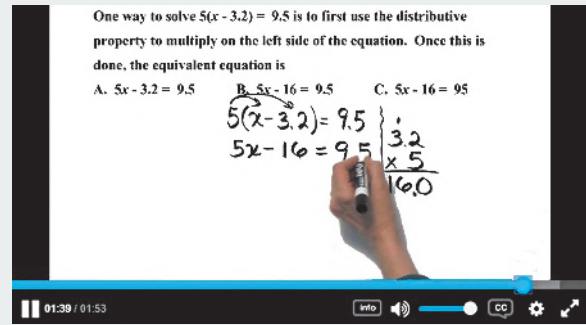 One way to solve 5(x - 3.2) = 9.5 is to first use the distributive
property to multiply on the left side of the equation. Once this is
done, the equivalent equation is
A. 5x - 3.2 = 9.5 B. 5x - 16 = 9.5 C. 5x - 16 = 95
5(x-3.2)= 9.5
5x-16 = 9.5
3.2
x 5
16.0
01:39 / 01:53
info
CC